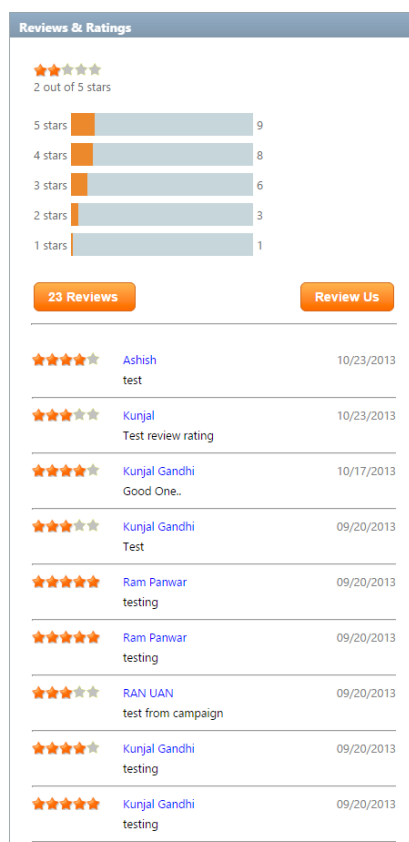 Reviews & Ratings
2 out of 5 stars
5 stars 9
4 stars 8
3 stars 6
2 stars 3
1 stars 1
23 Reviews Review Us
Ashish 10/23/2013
test
Kunjal 10/23/2013
Test review rating
Kunjal Gandhi 10/17/2013
Good One..
Kunjal Gandhi 09/20/2013
Test
Ram Panwar 09/20/2013
testing
Ram Panwar 09/20/2013
testing
RAN UAN 09/20/2013
test from campaign
Kunjal Gandhi 09/20/2013
testing
Kunjal Gandhi 09/20/2013
testing